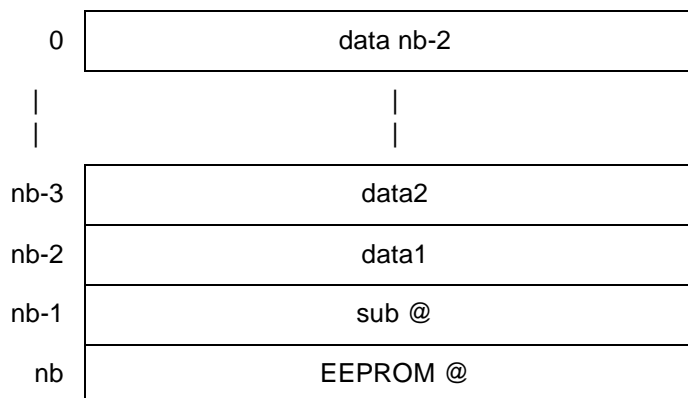 0 data nb-2
| |
| |
nb-3 data2
nb-2 data1
nb-1 sub @
nb EEPROM @